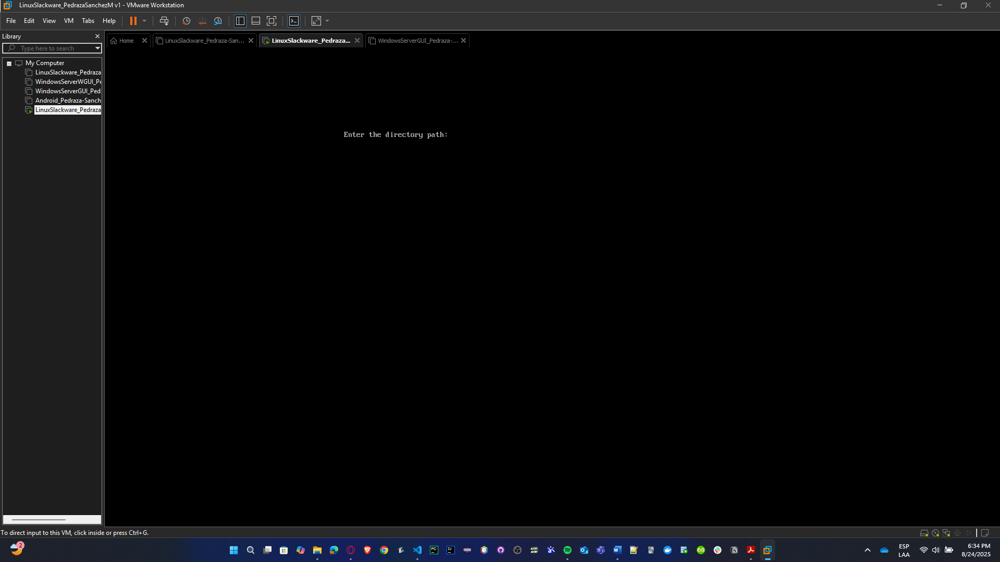 LinuxSlackware_PedrazaSanchezM v1 - VMware Workstation
File Edit View VM Tabs Help
Library
Home
LinuxSlackware_Pedraza-San...
LinuxSlackware_Pedraza...
WindowsServerGUI_Pedraza-...
Type here to search
My Computer
LinuxSlackware_Pedraza
WindowsServerWGUI_Pe
WindowsServerGUI_Ped
Android_Pedraza-Sanch
LinuxSlackware_Pedraza
Enter the directory path:
To direct input to this VM, click inside or press Ctrl+G.
2
PC
IJ
ESP
LAA
6:34 PM
8/24/2025